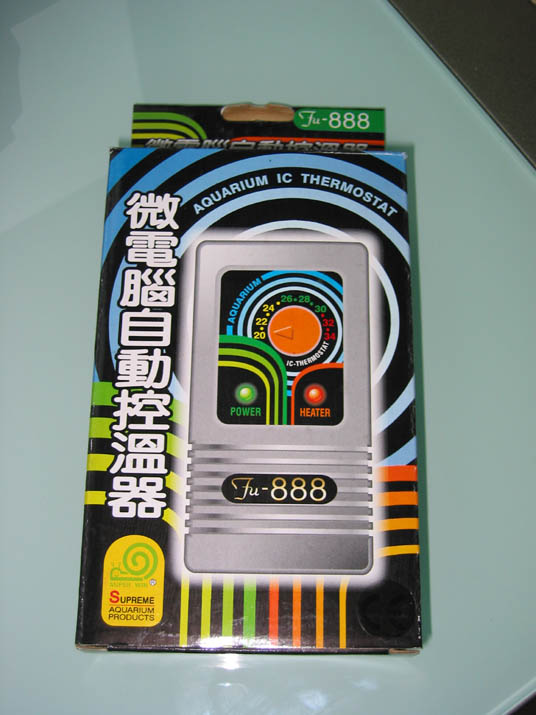 Fu-888
微電腦自動控溫器
AQUARIUM IC THERMOSTAT
微電腦自動控溫器
AQUARIUM
20 22 24 26 28 30 32 34
IC-THERMOSTAT
POWER
HEATER
Fu-888
SUPER WIN ®
SUPREME
AQUARIUM
PRODUCTS